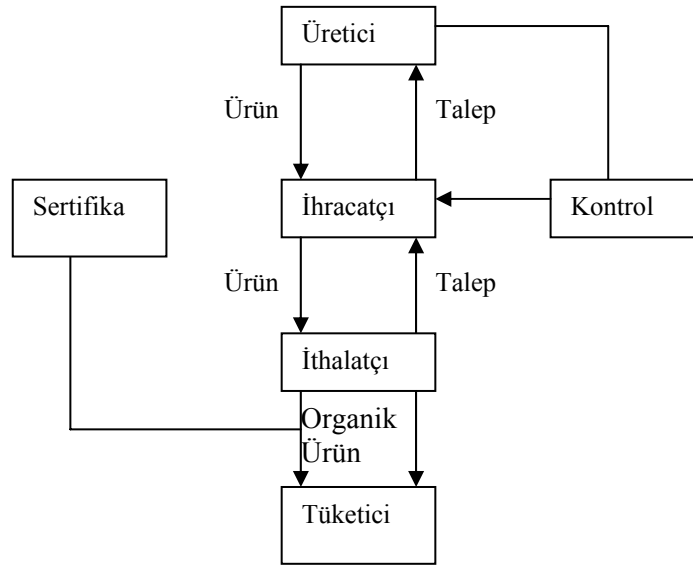 Üretici
Ürün
Talep
Sertifika
İhracatçı
Kontrol
Ürün
Talep
İthalatçı
Organik
Ürün
Tüketici